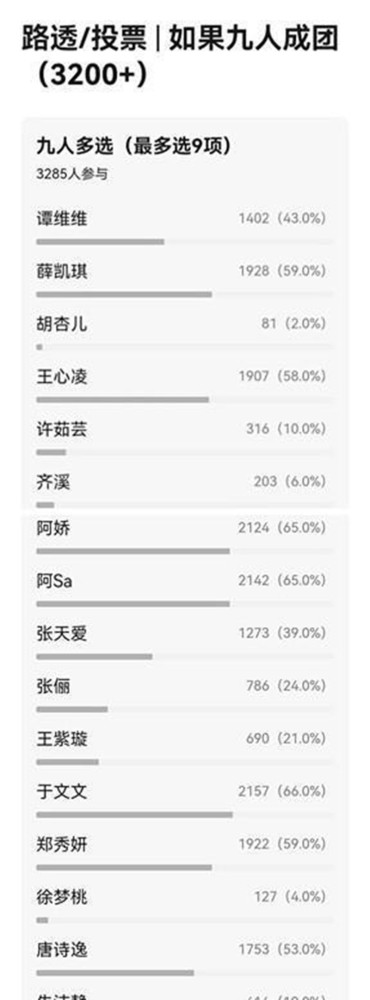 路透/投票 | 如果九人成团
（3200+）
九人多选（最多选9项）
3285人参与
谭维维 1402（43.0%）
薛凯琪 1928（59.0%）
胡杏儿 81（2.0%）
王心凌 1907（58.0%）
许茹芸 316（10.0%）
齐溪 203（6.0%）
阿娇 2124（65.0%）
阿Sa 2142（65.0%）
张天爱 1273（39.0%）
张俪 786（24.0%）
王紫璇 690（21.0%）
于文文 2157（66.0%）
郑秀妍 1922（59.0%）
徐梦桃 127（4.0%）
唐诗逸 1753（53.0%）